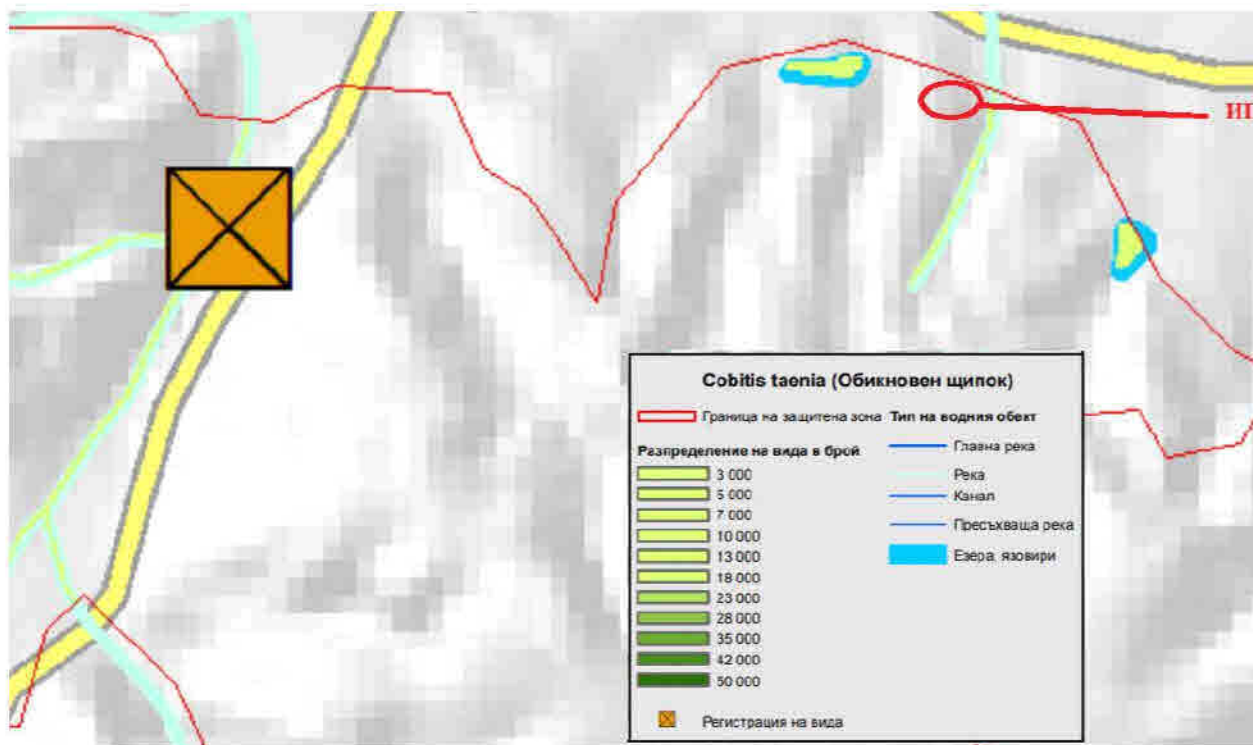 ИП
Cobitis taenia (Обикновен щипок)
Граница на защитена зона
Разпределение на вида в брой
3 000
5 000
7 000
10 000
13 000
18 000
23 000
28 000
35 000
42 000
50 000
Регистрация на вида
Тип на водния обект
Главна река
Река
Канал
Пресъхваща река
Езера, язовири